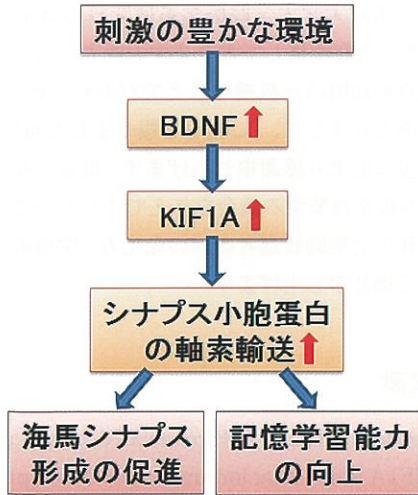 刺激の豊かな環境
BDNF↑
KIF1A↑
シナプス小胞蛋白
の軸索輸送↑
海馬シナプス
形成の促進
記憶学習能力
の向上